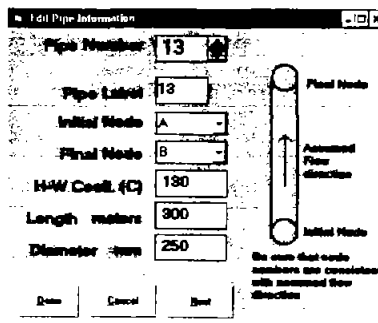 Edit Pipe Information
Pipe Number 13
Pipe Label 13
Initial Node A
Final Node B
H-W Coeff. (C) 130
Length meters 300
Diameter mm 250
Done Cancel Next
Final Node
Assumed
Flow
direction
Initial Node
Be sure that node
numbers are consistent
with assumed flow
direction